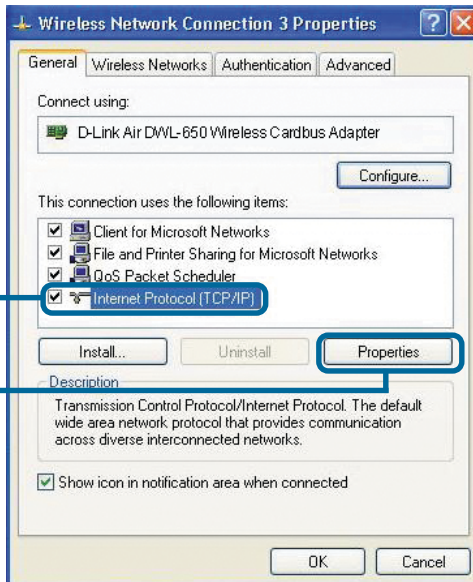 Wireless Network Connection 3 Properties
General Wireless Networks Authentication Advanced
Connect using:
D-Link Air DWL-650 Wireless Cardbus Adapter
Configure...
This connection uses the following items:
Client for Microsoft Networks
File and Printer Sharing for Microsoft Networks
QoS Packet Scheduler
Internet Protocol (TCP/IP)
Install... Uninstall Properties
Description
Transmission Control Protocol/Internet Protocol. The default
wide area network protocol that provides communication
across diverse interconnected networks.
Show icon in notification area when connected
OK Cancel